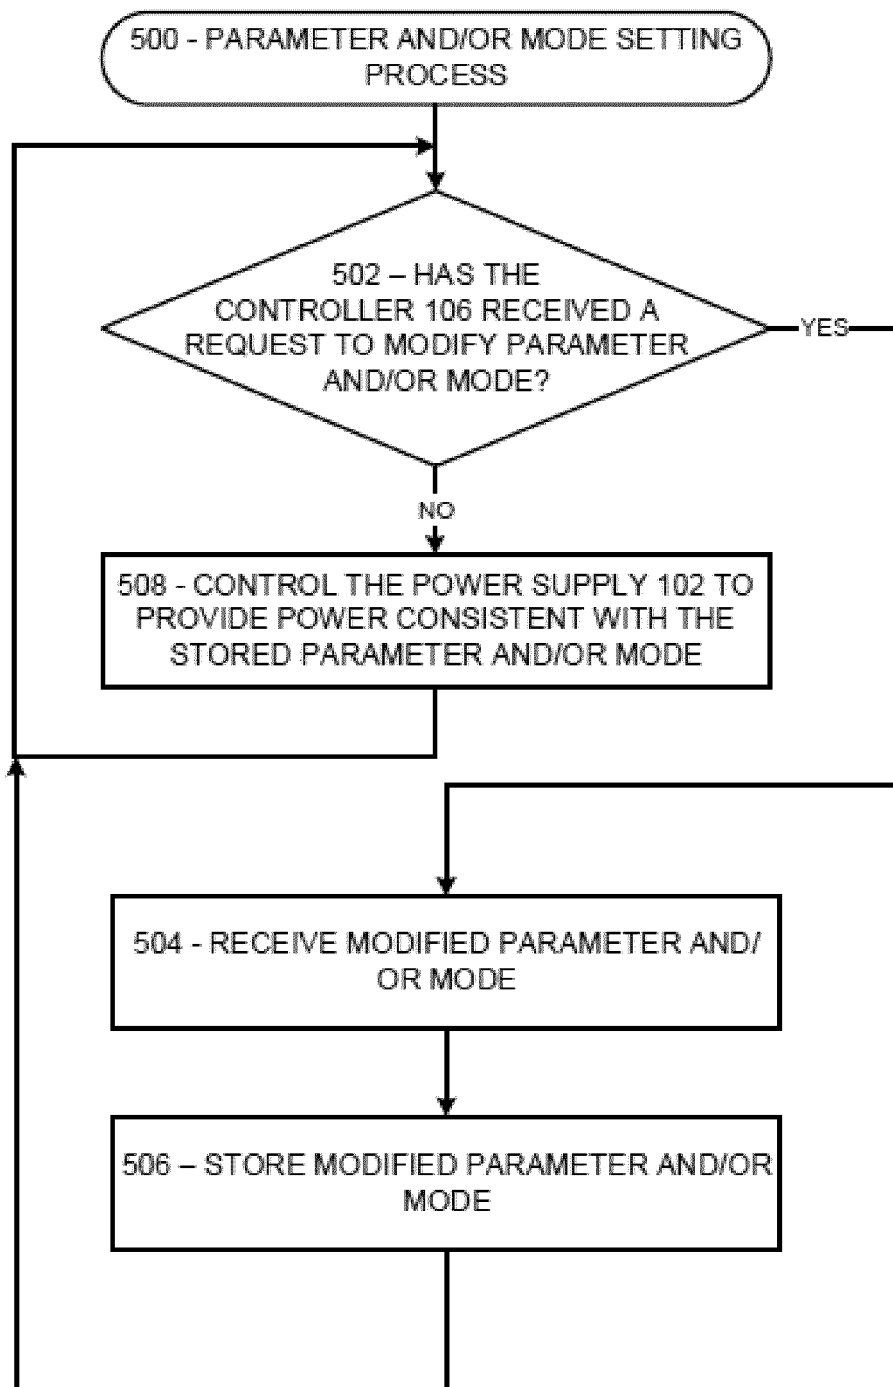 500 - PARAMETER AND/OR MODE SETTING
PROCESS
502 – HAS THE
CONTROLLER 106 RECEIVED A
REQUEST TO MODIFY PARAMETER
AND/OR MODE?
YES
NO
508 - CONTROL THE POWER SUPPLY 102 TO
PROVIDE POWER CONSISTENT WITH THE
STORED PARAMETER AND/OR MODE
504 - RECEIVE MODIFIED PARAMETER AND/
OR MODE
506 – STORE MODIFIED PARAMETER AND/OR
MODE